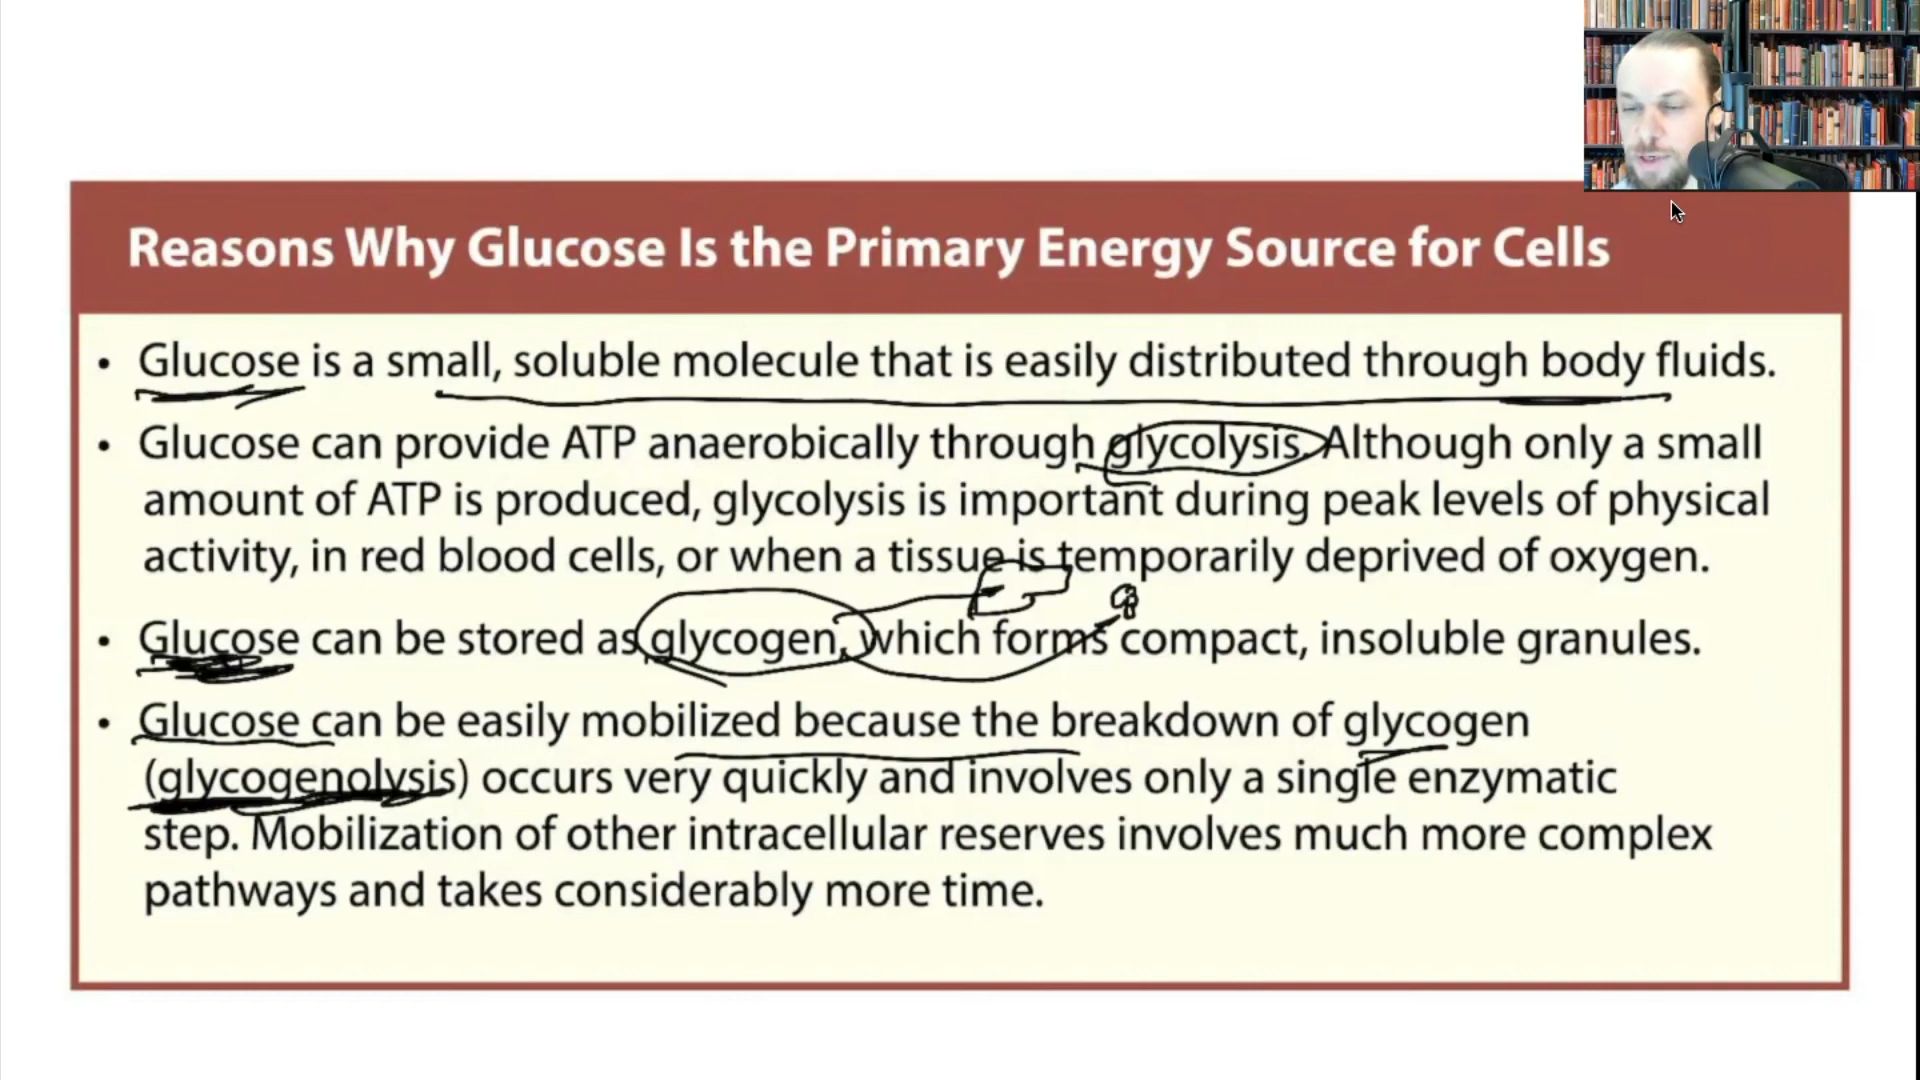 Reasons Why Glucose Is the Primary Energy Source for Cells
• Glucose is a small, soluble molecule that is easily distributed through body fluids.
• Glucose can provide ATP anaerobically through glycolysis. Although only a small
amount of ATP is produced, glycolysis is important during peak levels of physical
activity, in red blood cells, or when a tissue is temporarily deprived of oxygen.
• Glucose can be stored as glycogen, which forms compact, insoluble granules.
• Glucose can be easily mobilized because the breakdown of glycogen
(glycogenolysis) occurs very quickly and involves only a single enzymatic
step. Mobilization of other intracellular reserves involves much more complex
pathways and takes considerably more time.